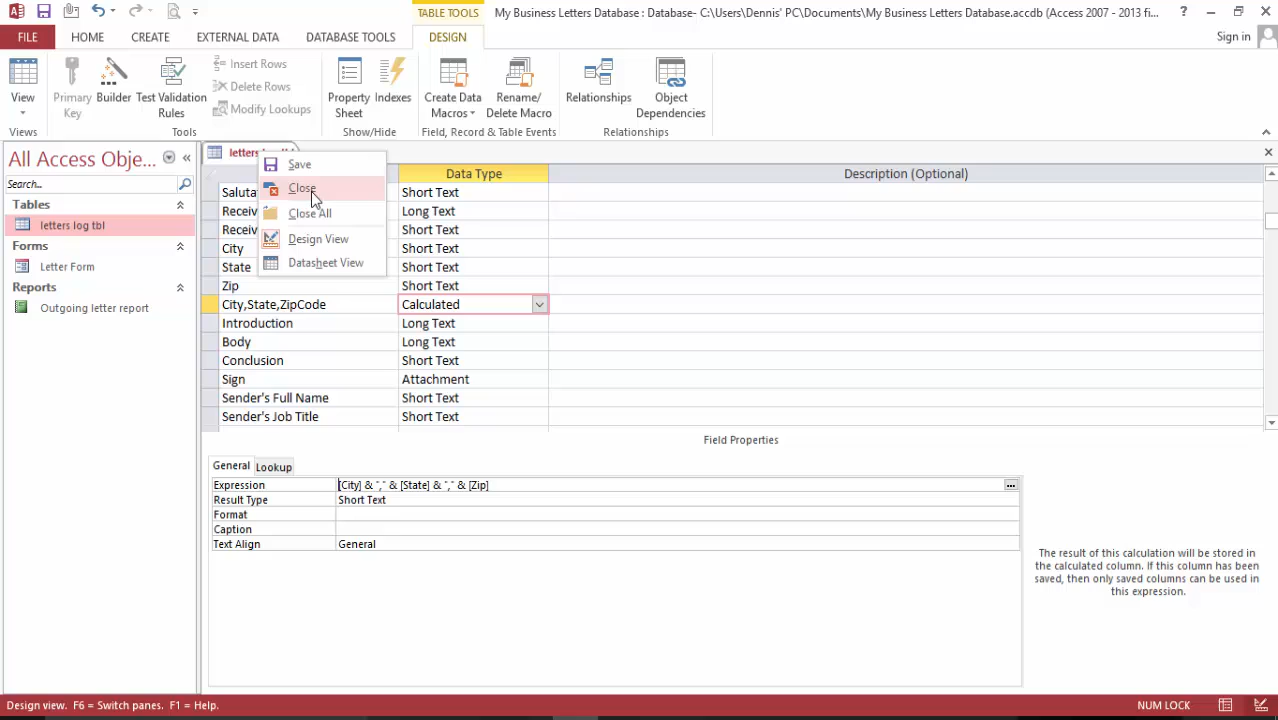 TABLE TOOLS
My Business Letters Database : Database- C:\Users\Dennis' PC\Documents\My Business Letters Database.accdb (Access 2007 - 2013 fi...
?
FILE
HOME
CREATE
EXTERNAL DATA
DATABASE TOOLS
DESIGN
Sign in
View
Primary Key
Builder
Test Validation Rules
Insert Rows
Delete Rows
Modify Lookups
Property Sheet
Indexes
Create Data Macros
Rename/ Delete Macro
Relationships
Object Dependencies
Views
Tools
Show/Hide
Field, Record & Table Events
Relationships
All Access Obje...
Search...
Tables
letters log tbl
Forms
Letter Form
Reports
Outgoing letter report
letters
Save
Close
Close All
Design View
Datasheet View
Data Type
Description (Optional)
Salutat
Short Text
Receiv
Long Text
Receiv
Short Text
City
Short Text
State
Short Text
Zip
Short Text
City,State,ZipCode
Calculated
Introduction
Long Text
Body
Long Text
Conclusion
Short Text
Sign
Attachment
Sender's Full Name
Short Text
Sender's Job Title
Short Text
Field Properties
General
Lookup
Expression
[City] & "," & [State] & "," & [Zip]
Result Type
Short Text
Format
Caption
Text Align
General
The result of this calculation will be stored in
the calculated column. If this column has been
saved, then only saved columns can be used in
this expression.
Design view. F6 = Switch panes. F1 = Help.
NUM LOCK